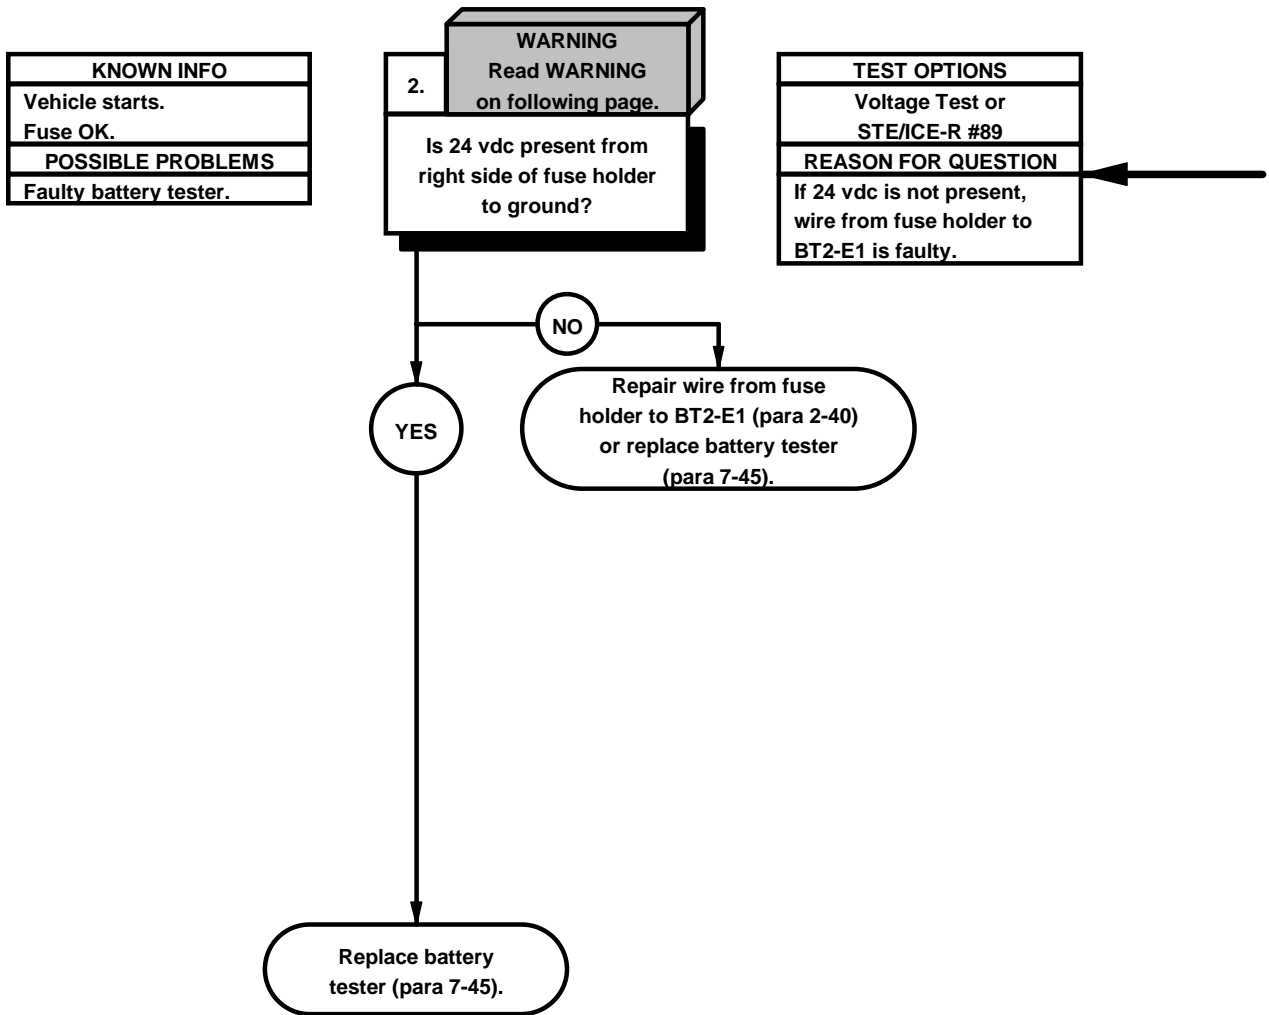 KNOWN INFO
Vehicle starts.
Fuse OK.
POSSIBLE PROBLEMS
Faulty battery tester.
2.
WARNING
Read WARNING
on following page.
Is 24 vdc present from
right side of fuse holder
to ground?
TEST OPTIONS
Voltage Test or
STE/ICE-R #89
REASON FOR QUESTION
If 24 vdc is not present,
wire from fuse holder to
BT2-E1 is faulty.
NO
YES
Repair wire from fuse
holder to BT2-E1 (para 2-40)
or replace battery tester
(para 7-45).
Replace battery
tester (para 7-45).